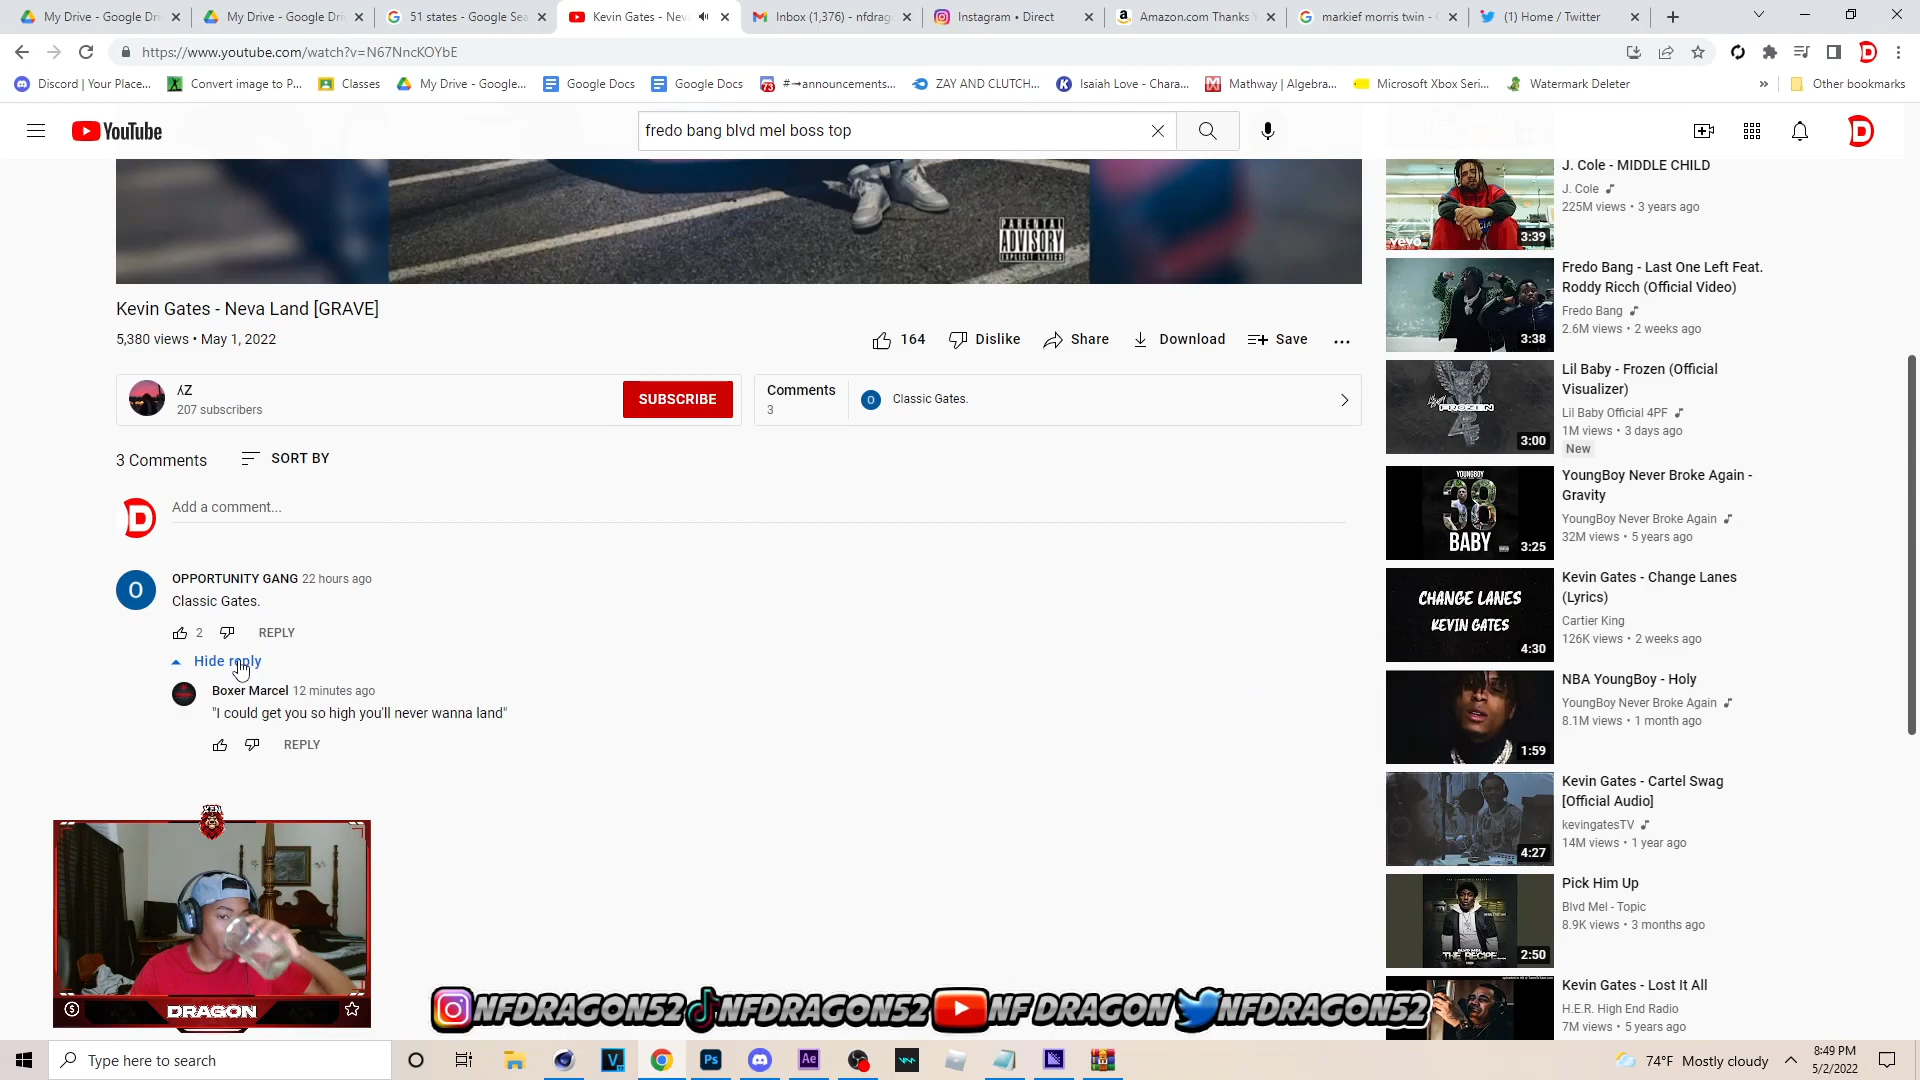 My Drive - Google Dri
My Drive - Google Dri
51 states - Google Sea
Kevin Gates - Nev
Inbox (1,376) - nfdrag
Instagram • Direct
Amazon.com Thanks
markief morris twin -
(1) Home / Twitter
https://www.youtube.com/watch?v=N67NncKOYbE
Discord | Your Place...
Convert image to P...
Classes
My Drive - Google...
Google Docs
Google Docs
#→announcements...
ZAY AND CLUTCH...
Isaiah Love - Chara...
Mathway | Algebra...
Microsoft Xbox Seri...
Watermark Deleter
»
Other bookmarks
YouTube
fredo bang blvd mel boss top
PARENTAL
ADVISORY
EXPLICIT LYRICS
Kevin Gates - Neva Land [GRAVE]
5,380 views • May 1, 2022
164
Dislike
Share
Download
Save
...
ʎZ
207 subscribers
SUBSCRIBE
Comments
3
Classic Gates.
3 Comments
SORT BY
Add a comment...
OPPORTUNITY GANG 22 hours ago
Classic Gates.
2
REPLY
Hide reply
Boxer Marcel 12 minutes ago
"I could get you so high you'll never wanna land"
REPLY
J. Cole - MIDDLE CHILD
J. Cole
225M views • 3 years ago
vevo
3:39
Fredo Bang - Last One Left Feat.
Roddy Ricch (Official Video)
Fredo Bang
2.6M views • 2 weeks ago
3:38
Lil Baby - Frozen (Official
Visualizer)
Lil Baby Official 4PF
1M views • 3 days ago
New
FROZEN
3:00
YoungBoy Never Broke Again -
Gravity
YoungBoy Never Broke Again
32M views • 5 years ago
YOUNGBOY
38
BABY
3:25
Kevin Gates - Change Lanes
(Lyrics)
Cartier King
126K views • 2 weeks ago
CHANGE LANES
KEVIN GATES
4:30
NBA YoungBoy - Holy
YoungBoy Never Broke Again
8.1M views • 1 month ago
1:59
Kevin Gates - Cartel Swag
[Official Audio]
kevingatesTV
14M views • 1 year ago
4:27
Pick Him Up
Blvd Mel - Topic
8.9K views • 3 months ago
THE RECIPE
2:50
Kevin Gates - Lost It All
H.E.R. High End Radio
7M views • 5 years ago
DRAGON
NFDRAGON52
NFDRAGON52
NF DRAGON
NFDRAGON52
Type here to search
74°F Mostly cloudy
8:49 PM
5/2/2022